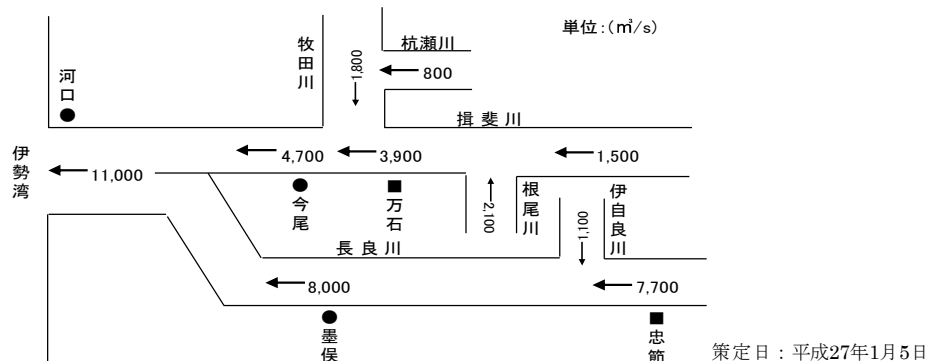 単位:(㎥/s)
杭瀬川
牧田川
1,800
800
河口
揖斐川
伊勢湾
11,000
4,700
3,900
1,500
今尾
万石
2,100
根尾川
伊自良川
1,100
長良川
8,000
7,700
墨俣
忠節
策定日：平成27年1月5日